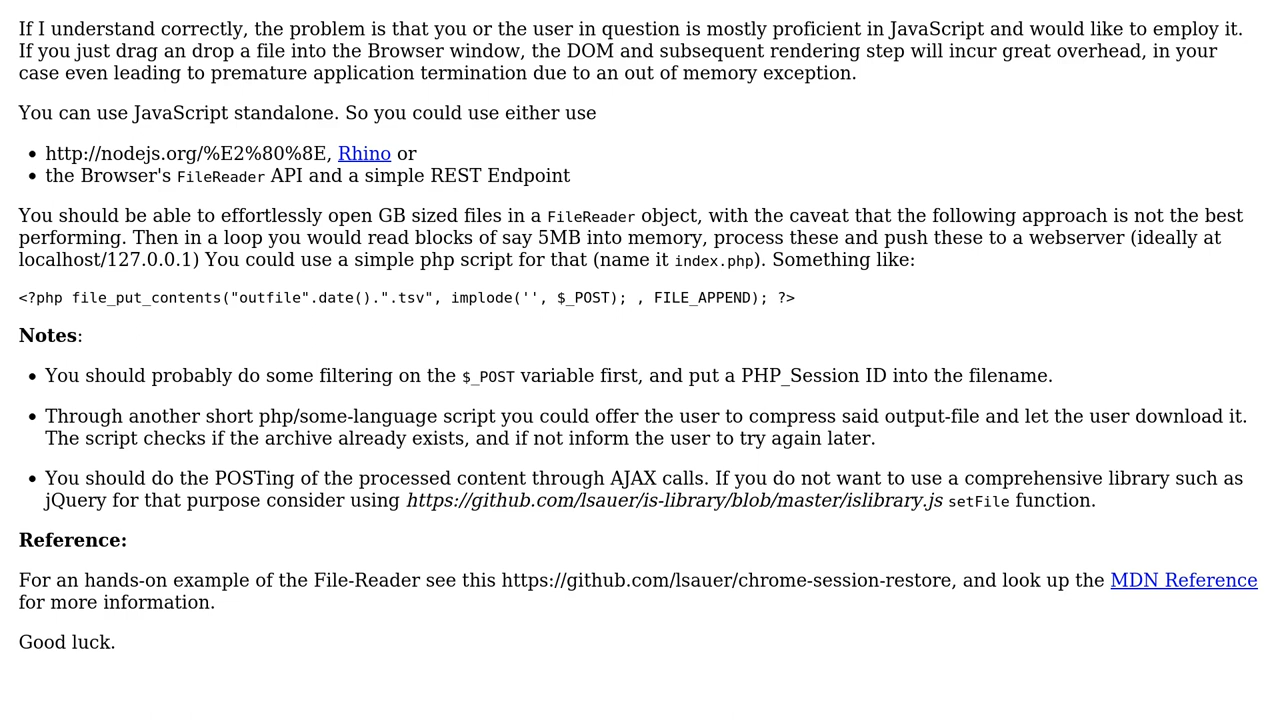 If I understand correctly, the problem is that you or the user in question is mostly proficient in JavaScript and would like to employ it.
If you just drag an drop a file into the Browser window, the DOM and subsequent rendering step will incur great overhead, in your
case even leading to premature application termination due to an out of memory exception.
You can use JavaScript standalone. So you could use either use
• http://nodejs.org/%E2%80%8E, Rhino or
• the Browser's FileReader API and a simple REST Endpoint
You should be able to effortlessly open GB sized files in a FileReader object, with the caveat that the following approach is not the best
performing. Then in a loop you would read blocks of say 5MB into memory, process these and push these to a webserver (ideally at
localhost/127.0.0.1) You could use a simple php script for that (name it index.php). Something like:
<?php file_put_contents("outfile".date().".tsv", implode('', $_POST); , FILE_APPEND); ?>
Notes:
• You should probably do some filtering on the $_POST variable first, and put a PHP_Session ID into the filename.
• Through another short php/some-language script you could offer the user to compress said output-file and let the user download it.
The script checks if the archive already exists, and if not inform the user to try again later.
• You should do the POSTing of the processed content through AJAX calls. If you do not want to use a comprehensive library such as
jQuery for that purpose consider using https://github.com/lsauer/is-library/blob/master/islibrary.js setFile function.
Reference:
For an hands-on example of the File-Reader see this https://github.com/lsauer/chrome-session-restore, and look up the MDN Reference
for more information.
Good luck.